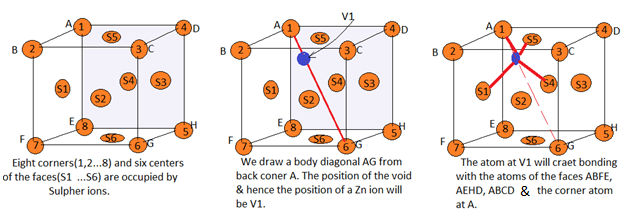 A 1 4 D
S5
B 2 3 C
S1 S4 S3
S2
E 8 5 H
F 7 S6 6 G
Eight corners(1,2...8) and six centers
of the faces(S1 ...S6) are occupied by
Sulpher ions.
V1
A 1 4 D
B 2 3 C
S1 S4 S3
S2
E 8 5 H
F 7 S6 6 G
We draw a body diagonal AG from
back coner A. The position of the void
& hence the position of a Zn ion will
be V1.
A 1 4 D
S5
B 2 3 C
S1 S4 S3
S2
E 8 5 H
F 7 S6 6 G
The atom at V1 will craet bonding
with the atoms of the faces ABFE,
AEHD, ABCD & the corner atom
at A.